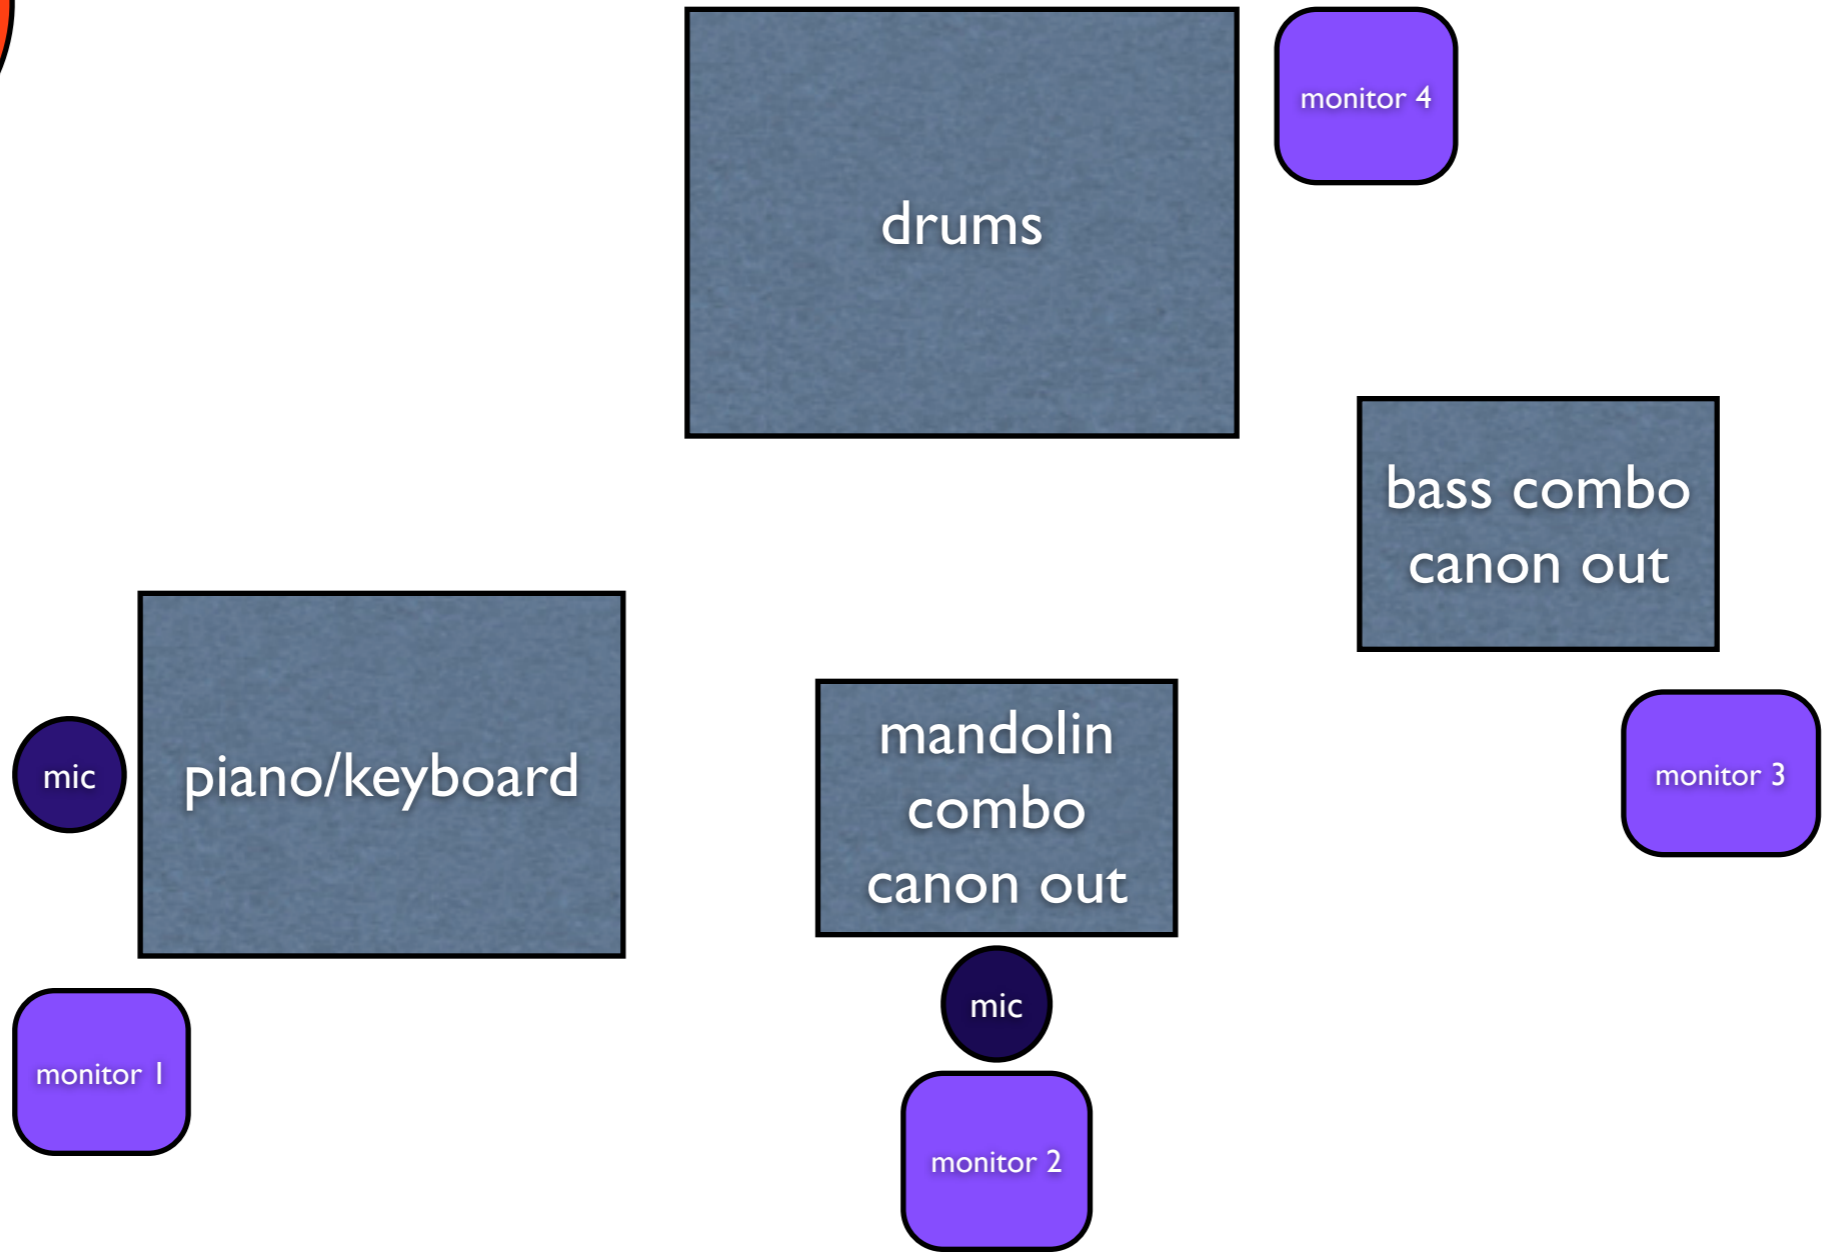 monitor 4
drums
bass combo
canon out
mic
piano/keyboard
mandolin
combo
canon out
monitor 3
mic
monitor 1
monitor 2